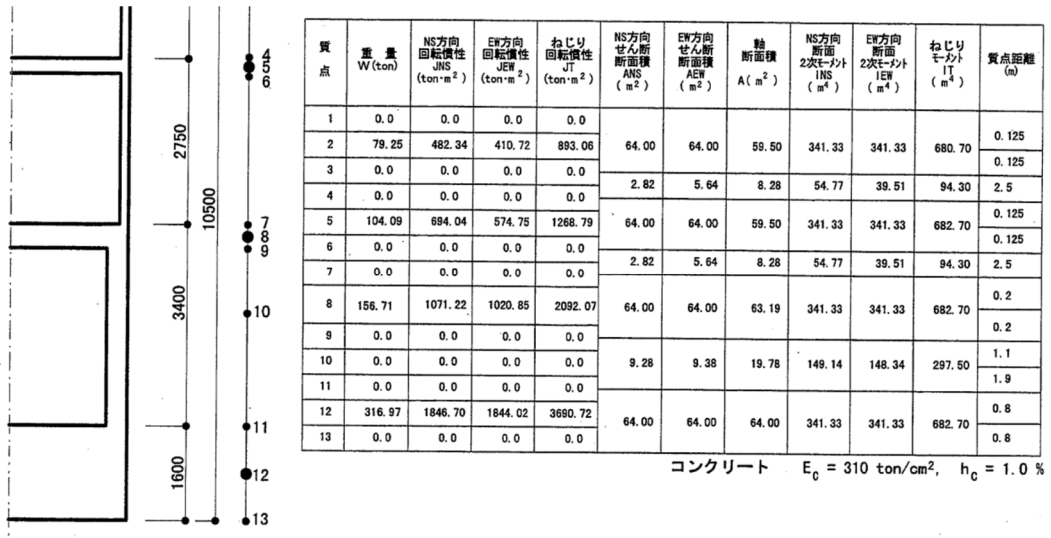 4
5
6
2750
7
8
9
10500
3400
10
11
1600
12
13
質点 重量 W(ton) NS方向回転慣性 JNS (ton·m²) EW方向回転慣性 JEW (ton·m²) ねじり回転慣性 JT (ton·m²) NS方向せん断断面積 ANS (m²) EW方向せん断断面積 AEW (m²) 軸断面積 A(m²) NS方向断面2次モーメント INS (m⁴) EW方向断面2次モーメント IEW (m⁴) ねじりモーメント IT (m⁴) 質点距離 (m)
1 0.0 0.0 0.0 0.0
64.00 64.00 59.50 341.33 341.33 680.70
0.125
2 79.25 482.34 410.72 893.06
0.125
3 0.0 0.0 0.0 0.0
2.82 5.64 8.28 54.77 39.51 94.30 2.5
4 0.0 0.0 0.0 0.0
0.125
5 104.09 694.04 574.75 1268.79
64.00 64.00 59.50 341.33 341.33 682.70
0.125
6 0.0 0.0 0.0 0.0
2.82 5.64 8.28 54.77 39.51 94.30 2.5
7 0.0 0.0 0.0 0.0
0.2
8 156.71 1071.22 1020.85 2092.07
64.00 64.00 63.19 341.33 341.33 682.70
0.2
9 0.0 0.0 0.0 0.0
1.1
10 0.0 0.0 0.0 0.0
9.28 9.38 19.78 149.14 148.34 297.50
1.9
11 0.0 0.0 0.0 0.0
0.8
12 316.97 1846.70 1844.02 3690.72
64.00 64.00 64.00 341.33 341.33 682.70
0.8
13 0.0 0.0 0.0 0.0
コンクリート Ec = 310 ton/cm², hc = 1.0 %